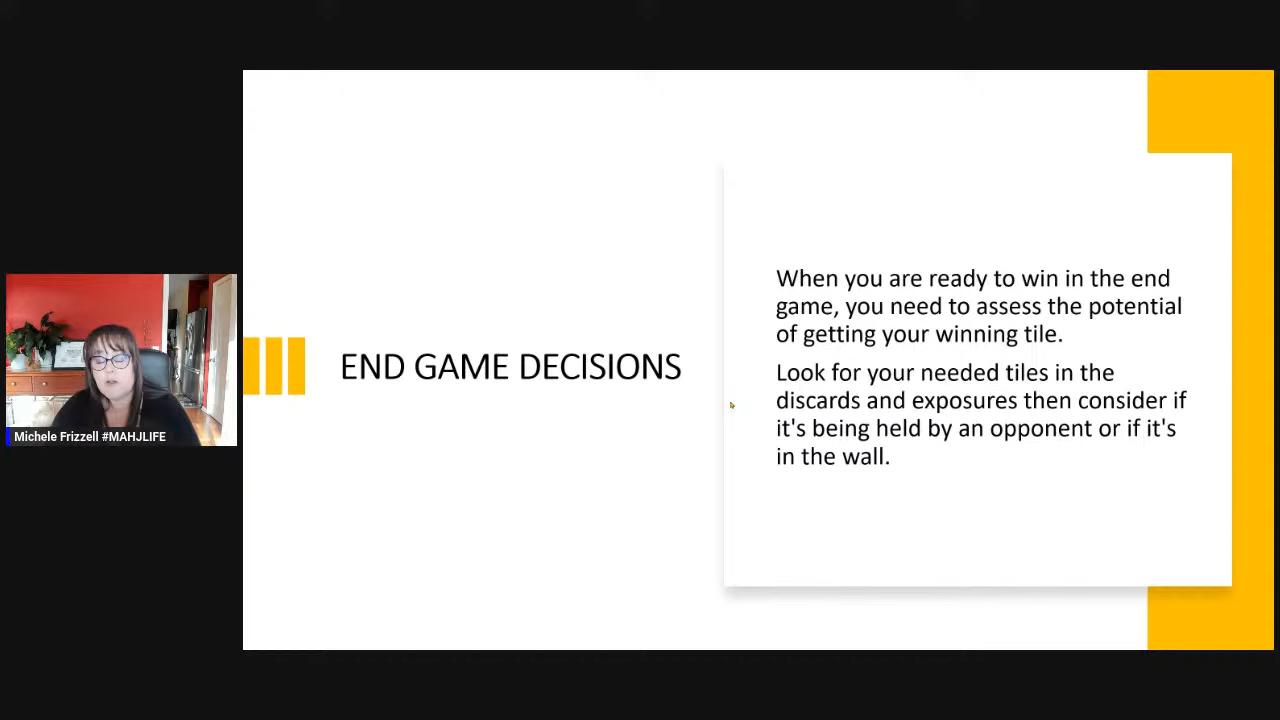 END GAME DECISIONS
When you are ready to win in the end
game, you need to assess the potential
of getting your winning tile.
Look for your needed tiles in the
discards and exposures then consider if
it's being held by an opponent or if it's
in the wall.
Michele Frizzell #MAHJLIFE